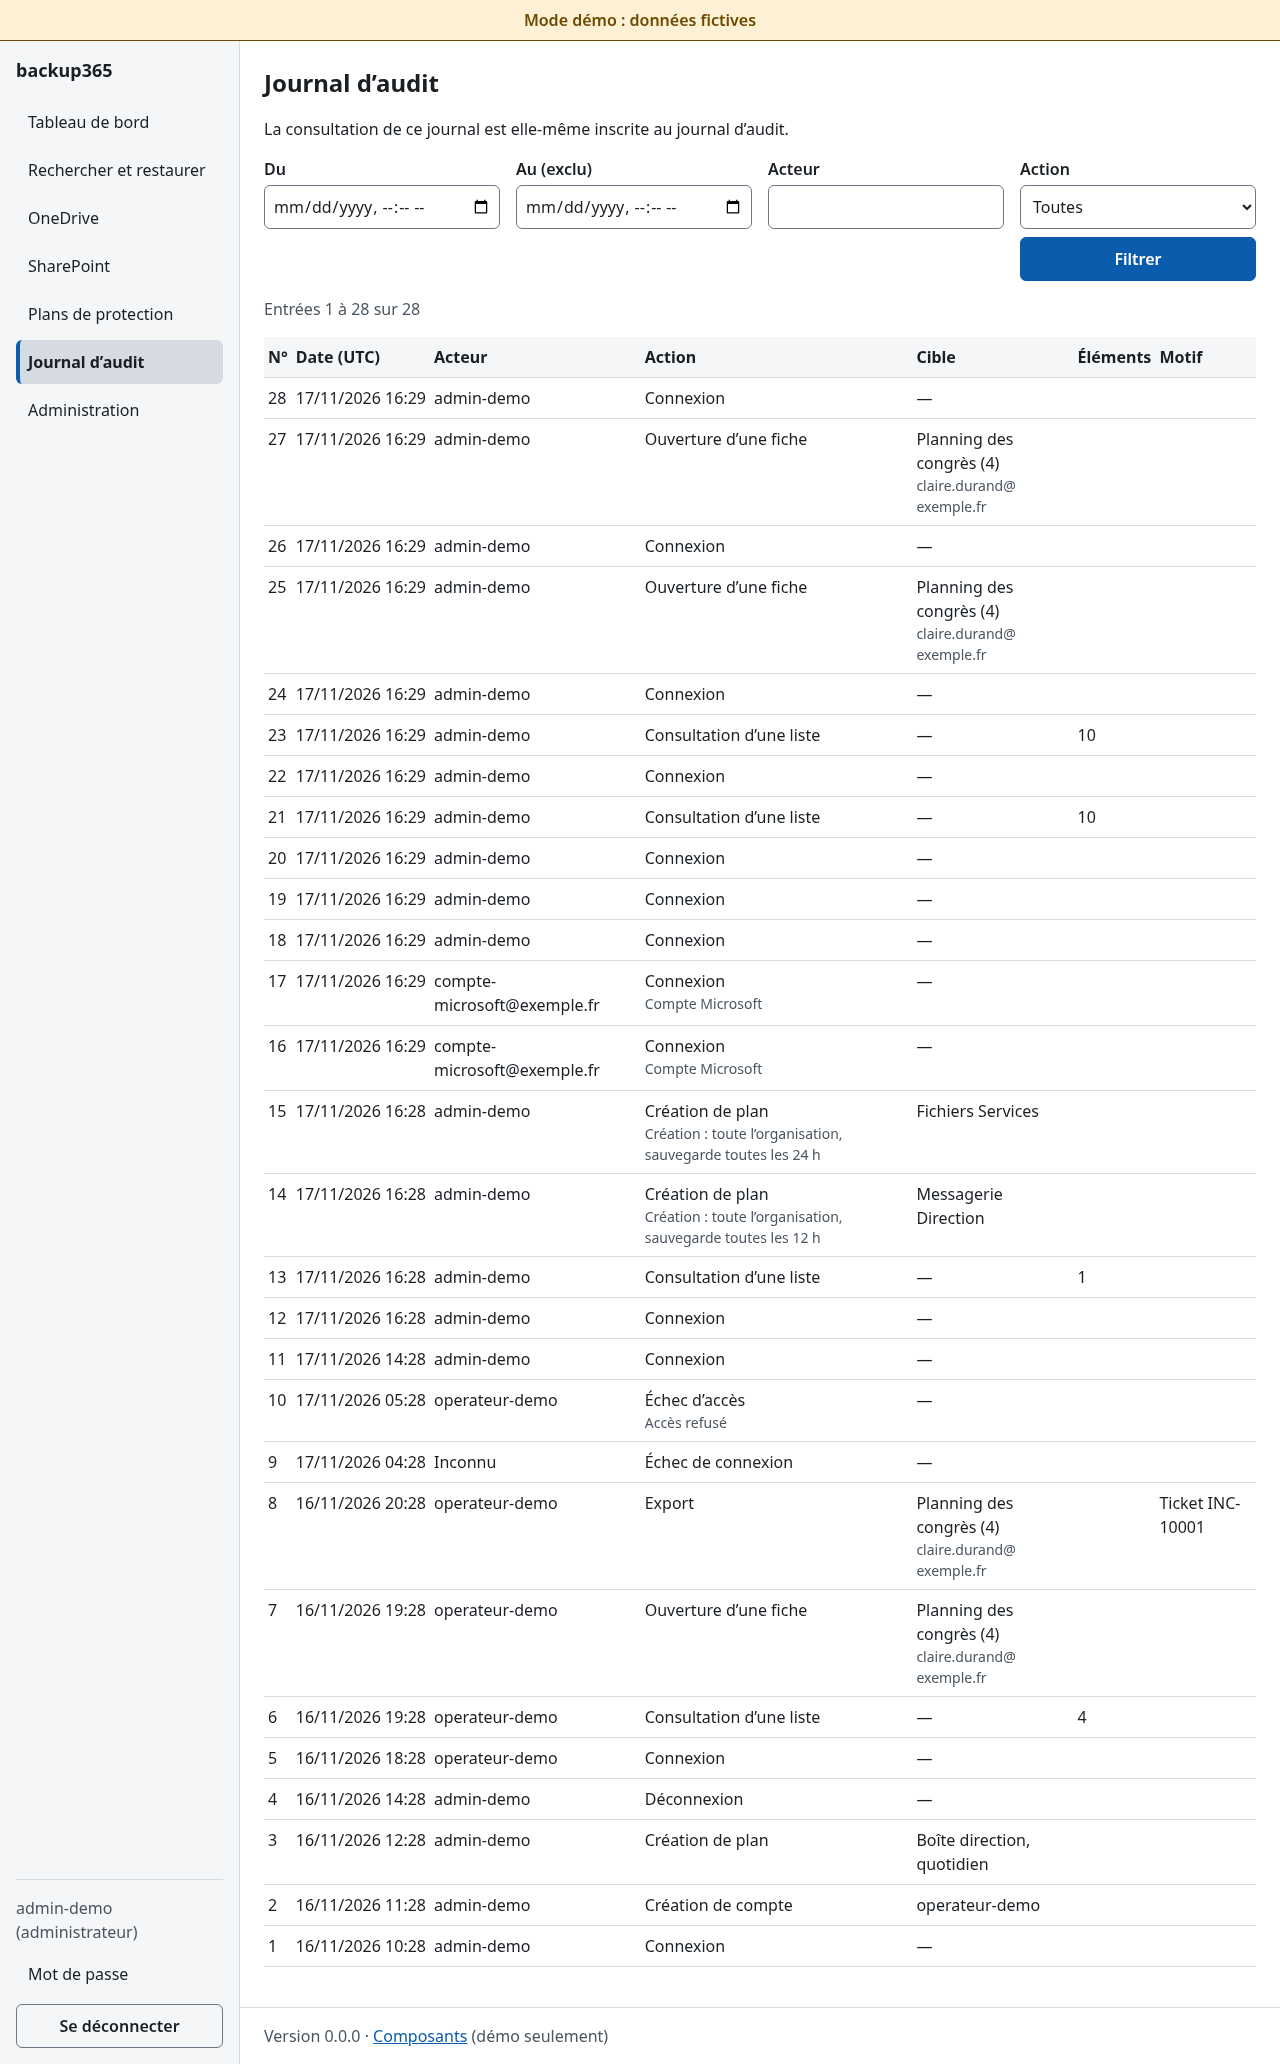 Mode démo : données fictives
backup365
Tableau de bord
Rechercher et restaurer
OneDrive
SharePoint
Plans de protection
Journal d’audit
Administration
admin-demo
(administrateur)
Mot de passe
Se déconnecter
Journal d’audit
La consultation de ce journal est elle-même inscrite au journal d’audit.
Du Au (exclu) Acteur Action
mm/dd/yyyy, --:-- -- mm/dd/yyyy, --:-- -- Toutes
Filtrer
Entrées 1 à 28 sur 28
N° Date (UTC) Acteur Action Cible Éléments Motif
28 17/11/2026 16:29 admin-demo Connexion —
27 17/11/2026 16:29 admin-demo Ouverture d’une fiche Planning des
congrès (4)
claire.durand@
exemple.fr
26 17/11/2026 16:29 admin-demo Connexion —
25 17/11/2026 16:29 admin-demo Ouverture d’une fiche Planning des
congrès (4)
claire.durand@
exemple.fr
24 17/11/2026 16:29 admin-demo Connexion —
23 17/11/2026 16:29 admin-demo Consultation d’une liste — 10
22 17/11/2026 16:29 admin-demo Connexion —
21 17/11/2026 16:29 admin-demo Consultation d’une liste — 10
20 17/11/2026 16:29 admin-demo Connexion —
19 17/11/2026 16:29 admin-demo Connexion —
18 17/11/2026 16:29 admin-demo Connexion —
17 17/11/2026 16:29 compte- Connexion —
microsoft@exemple.fr Compte Microsoft
16 17/11/2026 16:29 compte- Connexion —
microsoft@exemple.fr Compte Microsoft
15 17/11/2026 16:28 admin-demo Création de plan Fichiers Services
Création : toute l’organisation,
sauvegarde toutes les 24 h
14 17/11/2026 16:28 admin-demo Création de plan Messagerie
Création : toute l’organisation, Direction
sauvegarde toutes les 12 h
13 17/11/2026 16:28 admin-demo Consultation d’une liste — 1
12 17/11/2026 16:28 admin-demo Connexion —
11 17/11/2026 14:28 admin-demo Connexion —
10 17/11/2026 05:28 operateur-demo Échec d’accès —
Accès refusé
9 17/11/2026 04:28 Inconnu Échec de connexion —
8 16/11/2026 20:28 operateur-demo Export Planning des Ticket INC-
congrès (4) 10001
claire.durand@
exemple.fr
7 16/11/2026 19:28 operateur-demo Ouverture d’une fiche Planning des
congrès (4)
claire.durand@
exemple.fr
6 16/11/2026 19:28 operateur-demo Consultation d’une liste — 4
5 16/11/2026 18:28 operateur-demo Connexion —
4 16/11/2026 14:28 admin-demo Déconnexion —
3 16/11/2026 12:28 admin-demo Création de plan Boîte direction,
quotidien
2 16/11/2026 11:28 admin-demo Création de compte operateur-demo
1 16/11/2026 10:28 admin-demo Connexion —
Version 0.0.0 · Composants (démo seulement)